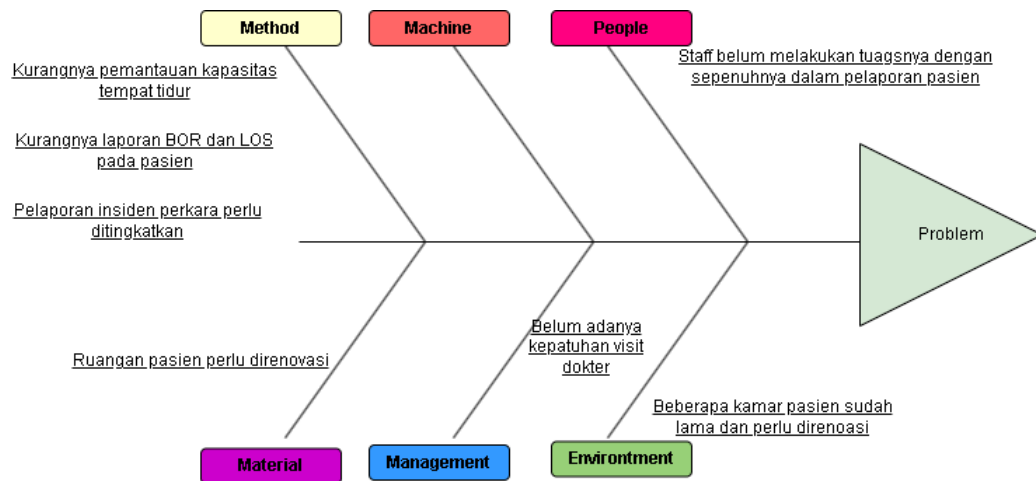 Method
Machine
People
Kurangnya pemantauan kapasitas
tempat tidur
Staff belum melakukan tuagsnya dengan
sepenuhnya dalam pelaporan pasien
Kurangnya laporan BOR dan LOS
pada pasien
Pelaporan insiden perkara perlu
ditingkatkan
Problem
Ruangan pasien perlu direnovasi
Belum adanya
kepatuhan visit
dokter
Beberapa kamar pasien sudah
lama dan perlu direnoasi
Material
Management
Environtment